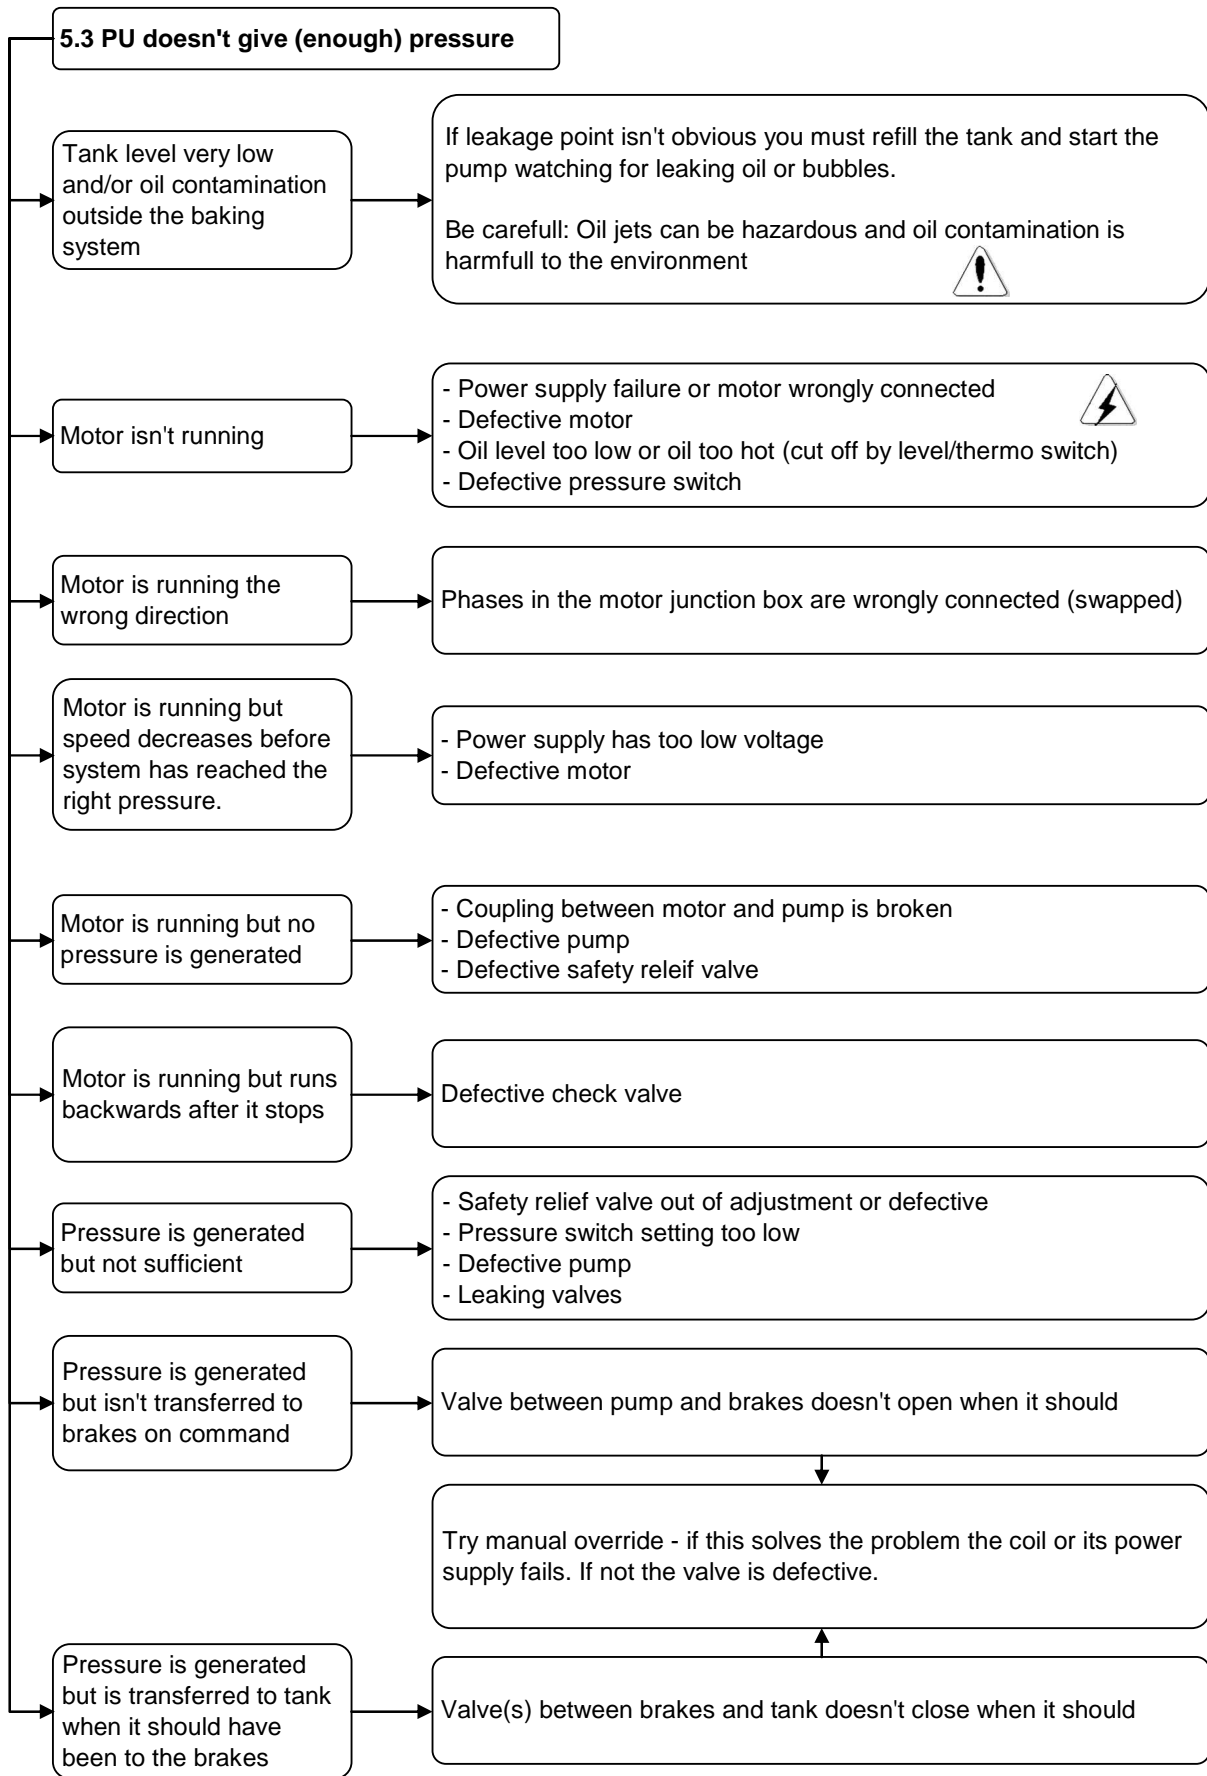 5.3 PU doesn't give (enough) pressure
Tank level very low
and/or oil contamination
outside the baking
system
If leakage point isn't obvious you must refill the tank and start the
pump watching for leaking oil or bubbles.
Be carefull: Oil jets can be hazardous and oil contamination is
harmfull to the environment
Motor isn't running
- Power supply failure or motor wrongly connected
- Defective motor
- Oil level too low or oil too hot (cut off by level/thermo switch)
- Defective pressure switch
Motor is running the
wrong direction
Phases in the motor junction box are wrongly connected (swapped)
Motor is running but
speed decreases before
system has reached the
right pressure.
- Power supply has too low voltage
- Defective motor
Motor is running but no
pressure is generated
- Coupling between motor and pump is broken
- Defective pump
- Defective safety releif valve
Motor is running but runs
backwards after it stops
Defective check valve
Pressure is generated
but not sufficient
- Safety relief valve out of adjustment or defective
- Pressure switch setting too low
- Defective pump
- Leaking valves
Pressure is generated
but isn't transferred to
brakes on command
Valve between pump and brakes doesn't open when it should
Try manual override - if this solves the problem the coil or its power
supply fails. If not the valve is defective.
Pressure is generated
but is transferred to tank
when it should have
been to the brakes
Valve(s) between brakes and tank doesn't close when it should